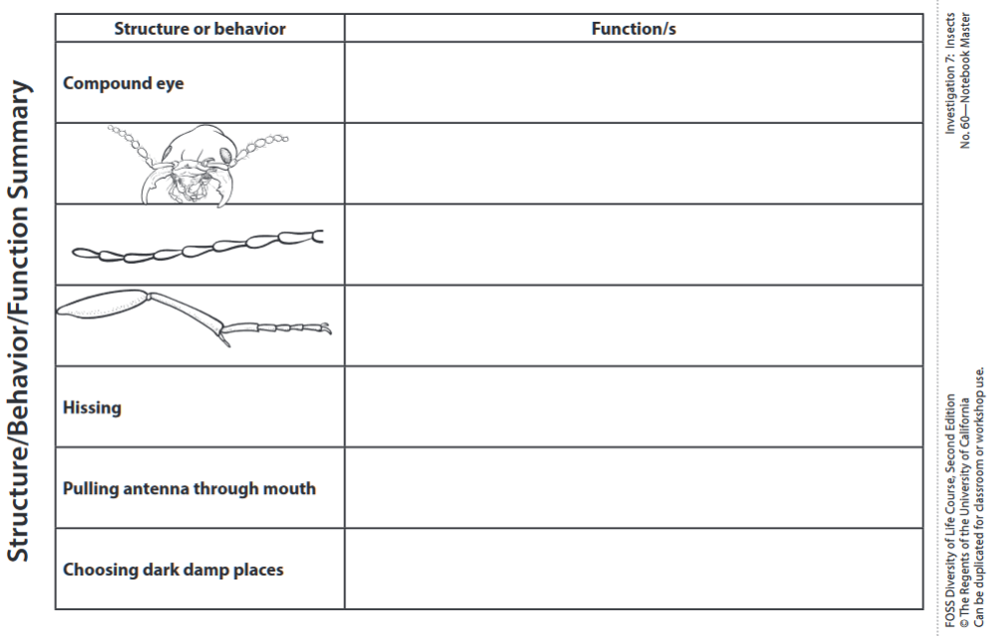 Structure/Behavior/Function Summary
Structure or behavior
Function/s
Compound eye
Hissing
Pulling antenna through mouth
Choosing dark damp places
Investigation 7: Insects
No. 60—Notebook Master
FOSS Diversity of Life Course, Second Edition
© The Regents of the University of California
Can be duplicated for classroom or workshop use.